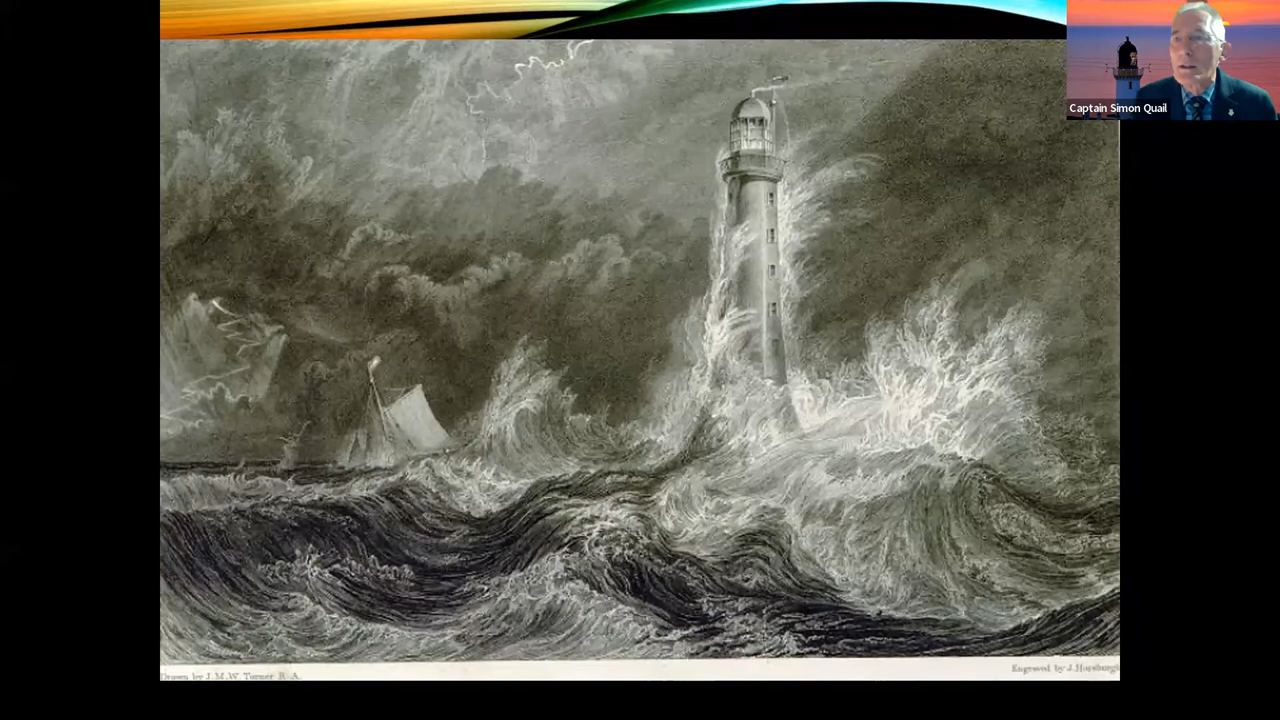 Captain Simon Quail
Drawn by J.M.W. Turner R.A.
Engraved by J. Horsburgh